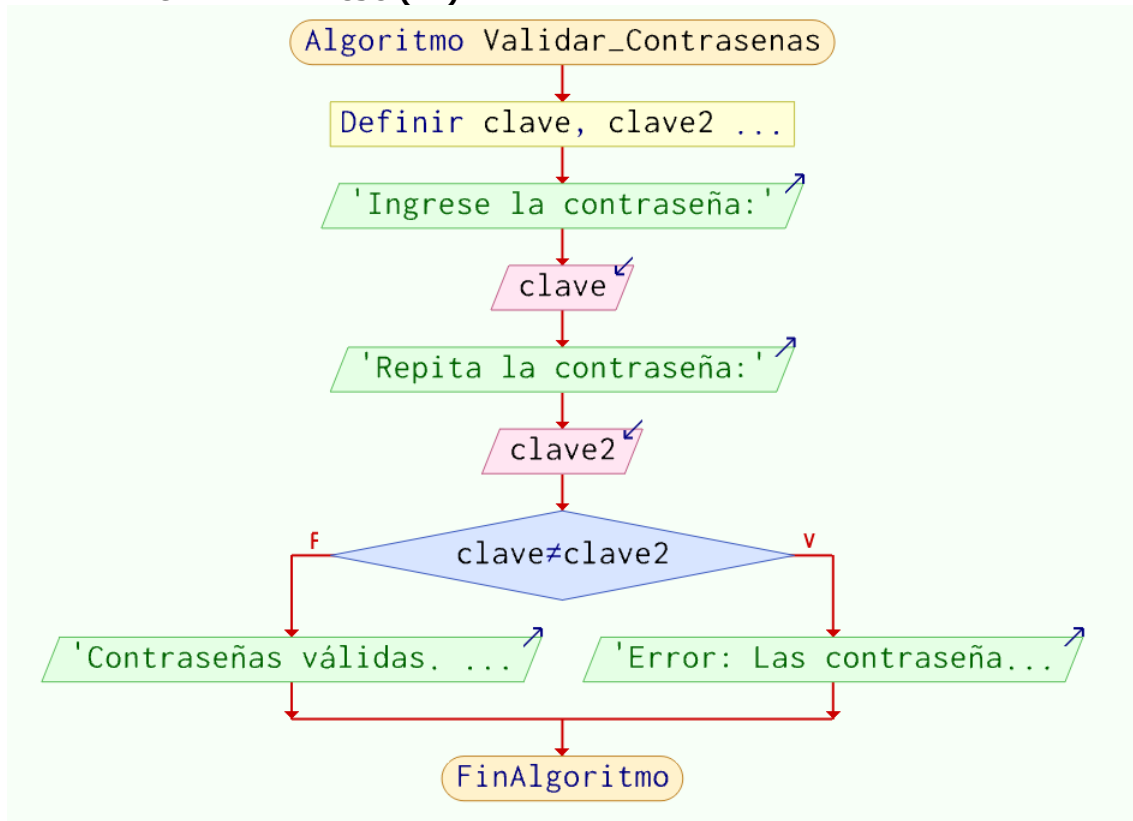 Algoritmo Validar_Contrasenas
Definir clave, clave2 ...
'Ingrese la contraseña:'
clave
'Repita la contraseña:'
clave2
clave≠clave2
F
V
'Contraseñas válidas. ...
'Error: Las contraseña...
FinAlgoritmo